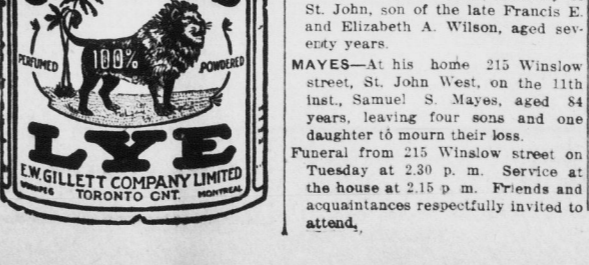 100%
PERFUMED
POWDERED
LYE
E.W. GILLETT COMPANY LIMITED
WINNIPEG
TORONTO ONT.
MONTREAL
St. John, son of the late Francis E.
and Elizabeth A. Wilson, aged sev-
enty years.
MAYES—At his home 215 Winslow
street, St. John West, on the 11th
inst., Samuel S. Mayes, aged 84
years, leaving four sons and one
daughter to mourn their loss.
Funeral from 215 Winslow street on
Tuesday at 2.30 p. m. Service at
the house at 2.15 p m. Friends and
acquaintances respectfully invited to
attend.